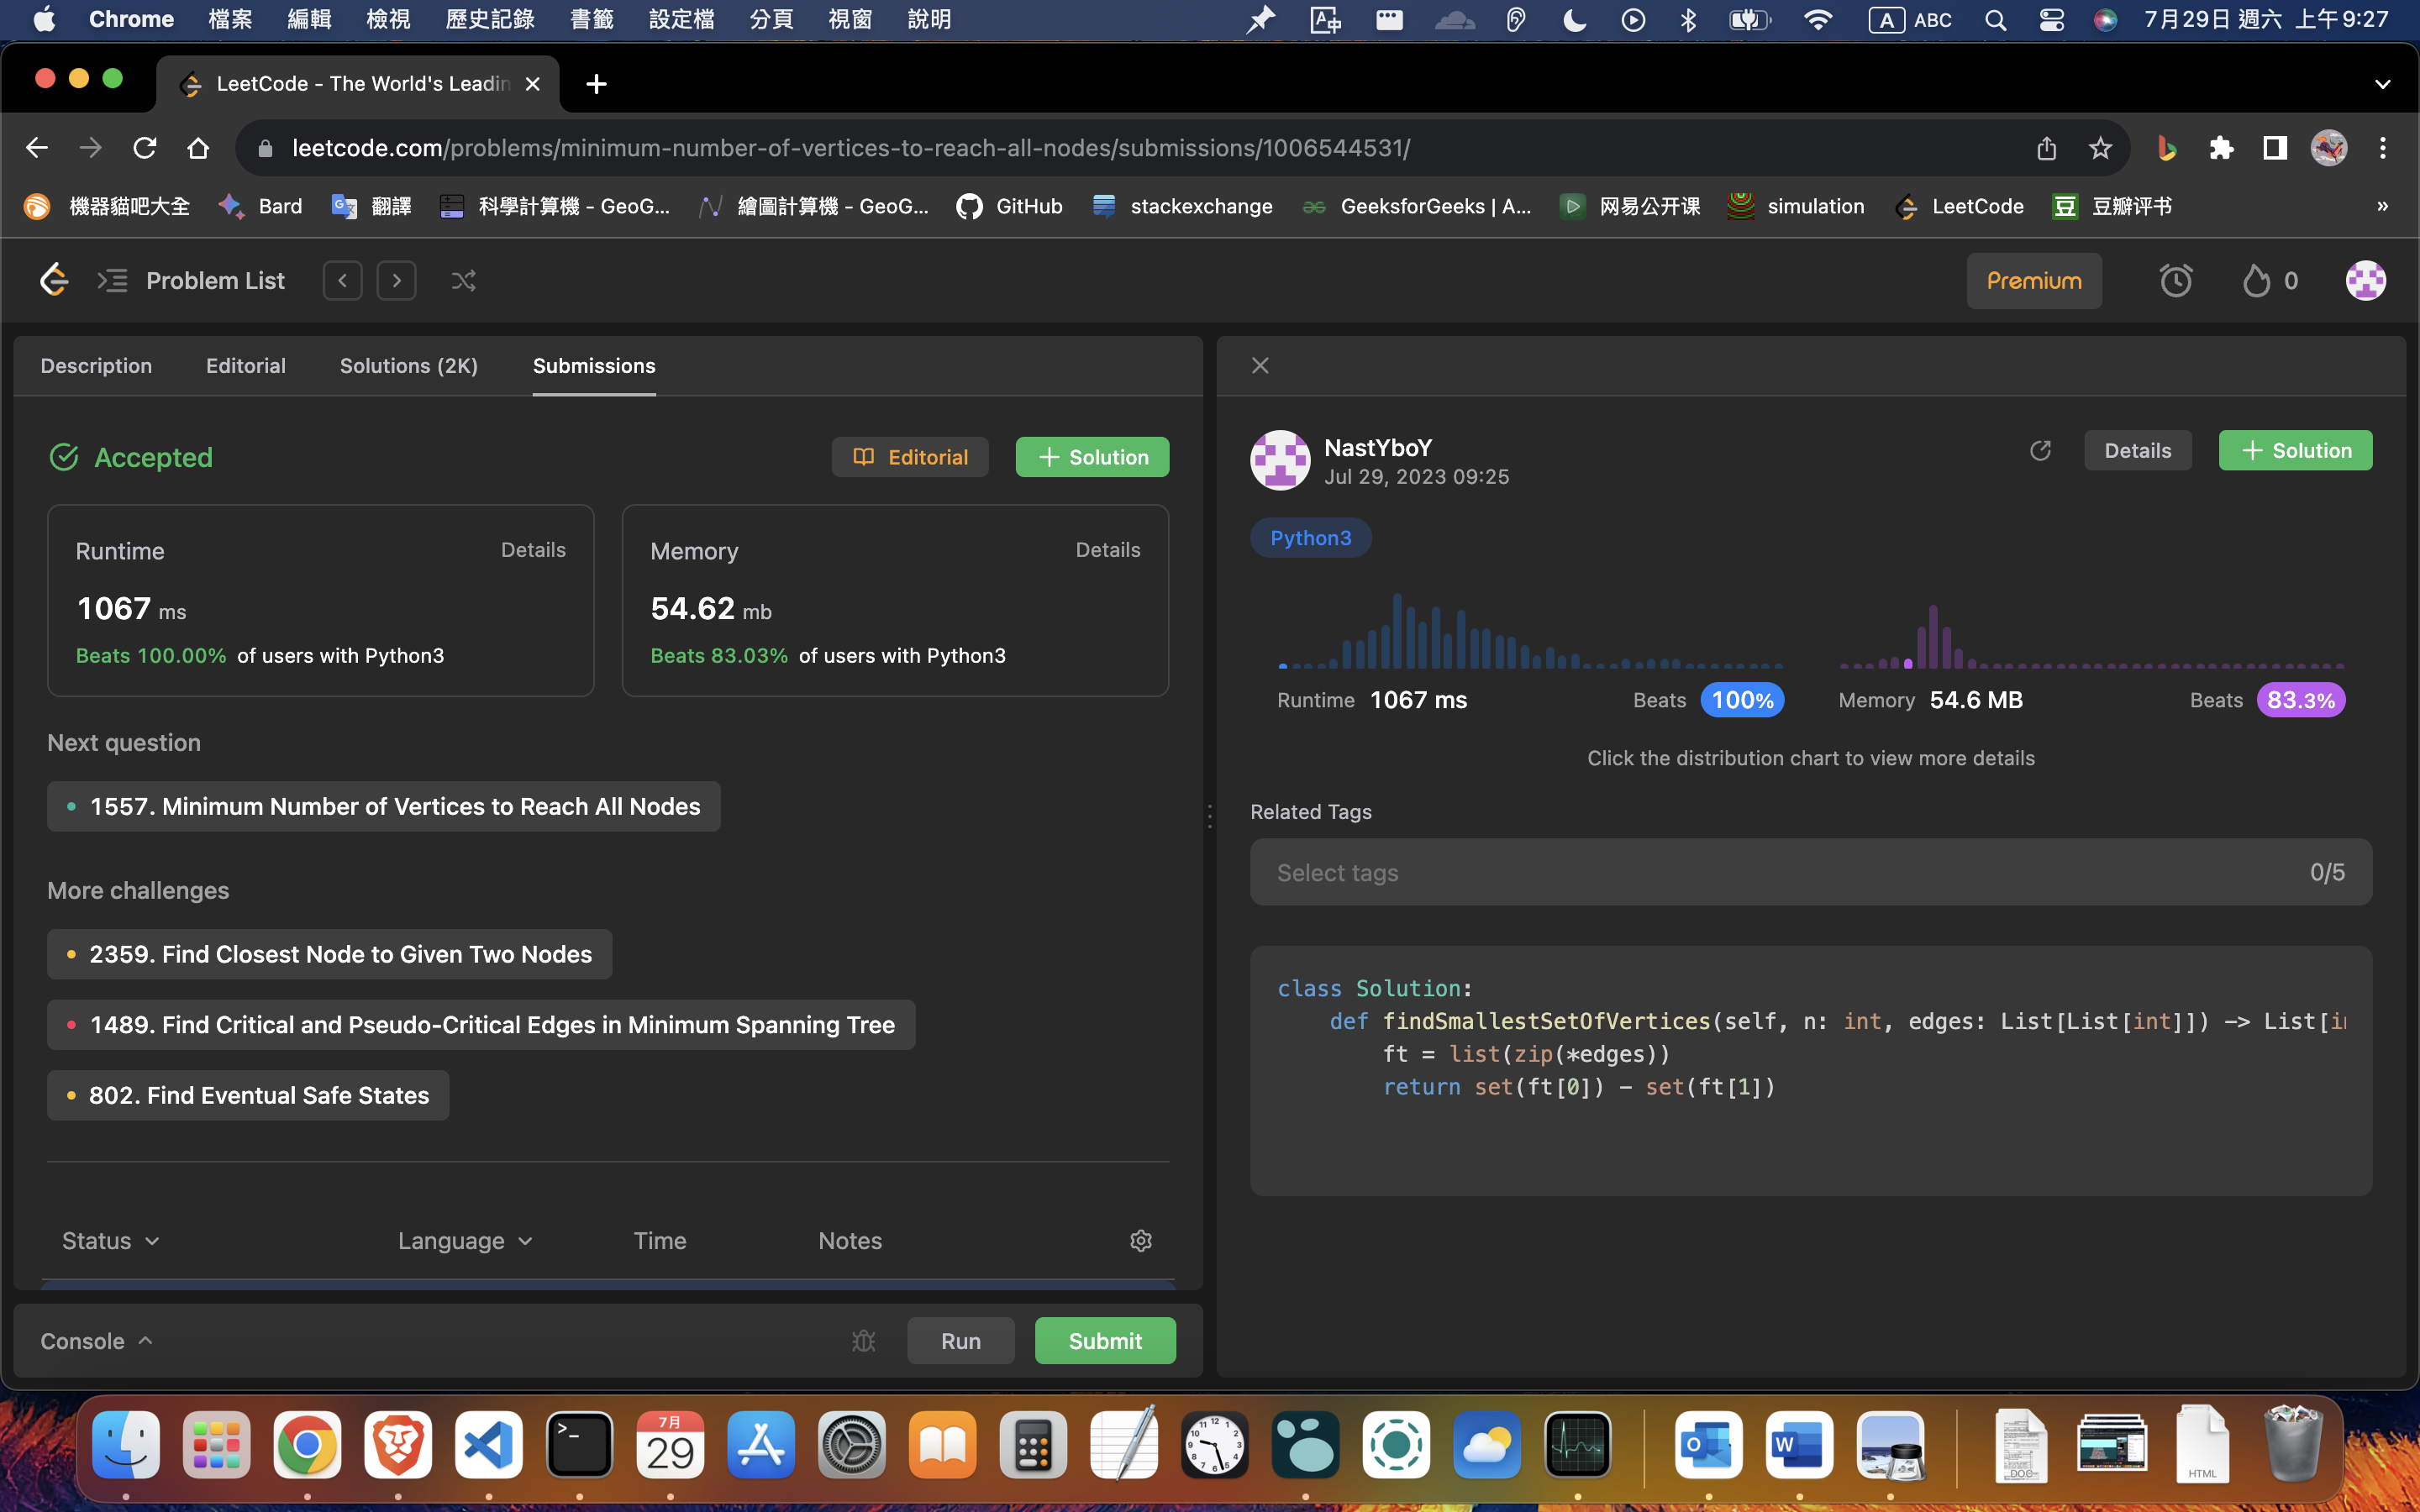 Chrome 檔案 編輯 檢視 歷史記錄 書籤 設定檔 分頁 視窗 說明 A ABC 7月29日 週六 上午9:27
LeetCode - The World's Leadin
leetcode.com/problems/minimum-number-of-vertices-to-reach-all-nodes/submissions/1006544531/
機器貓吧大全 Bard 翻譯 科學計算機 - GeoG... 繪圖計算機 - GeoG... GitHub stackexchange GeeksforGeeks | A... 网易公开课 simulation LeetCode 豆 豆瓣评书 »
Problem List Premium 0
Description Editorial Solutions (2K) Submissions
Accepted Editorial + Solution
Runtime Details
1067 ms
Beats 100.00% of users with Python3
Memory Details
54.62 mb
Beats 83.03% of users with Python3
Next question
1557. Minimum Number of Vertices to Reach All Nodes
More challenges
2359. Find Closest Node to Given Two Nodes
1489. Find Critical and Pseudo-Critical Edges in Minimum Spanning Tree
802. Find Eventual Safe States
Status Language Time Notes
Console Run Submit
NastYboY
Jul 29, 2023 09:25
Details + Solution
Python3
Runtime 1067 ms Beats 100%
Memory 54.6 MB Beats 83.3%
Click the distribution chart to view more details
Related Tags
Select tags 0/5
class Solution:
    def findSmallestSetOfVertices(self, n: int, edges: List[List[int]]) -> List[in
        ft = list(zip(*edges))
        return set(ft[0]) - set(ft[1])
7月
29
DOC
HTML